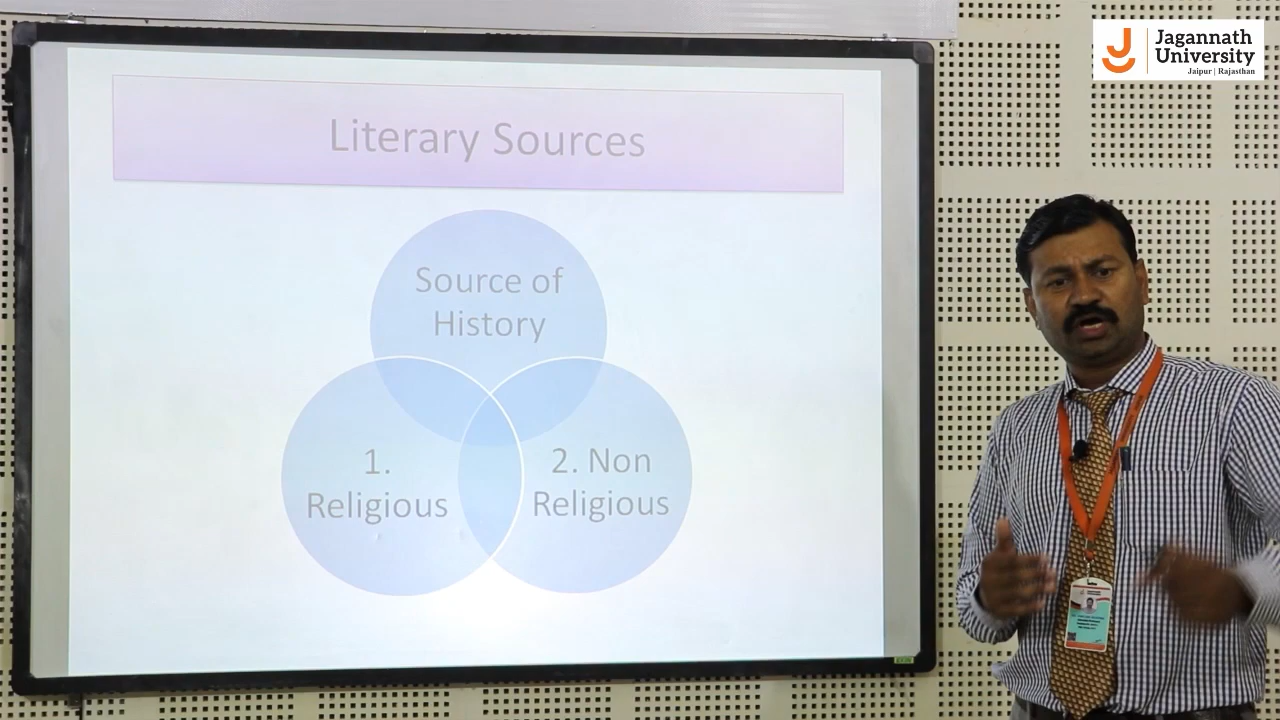 Jagannath
University
Jaipur | Rajasthan
Literary Sources
Source of
History
1.
Religious
2. Non
Religious